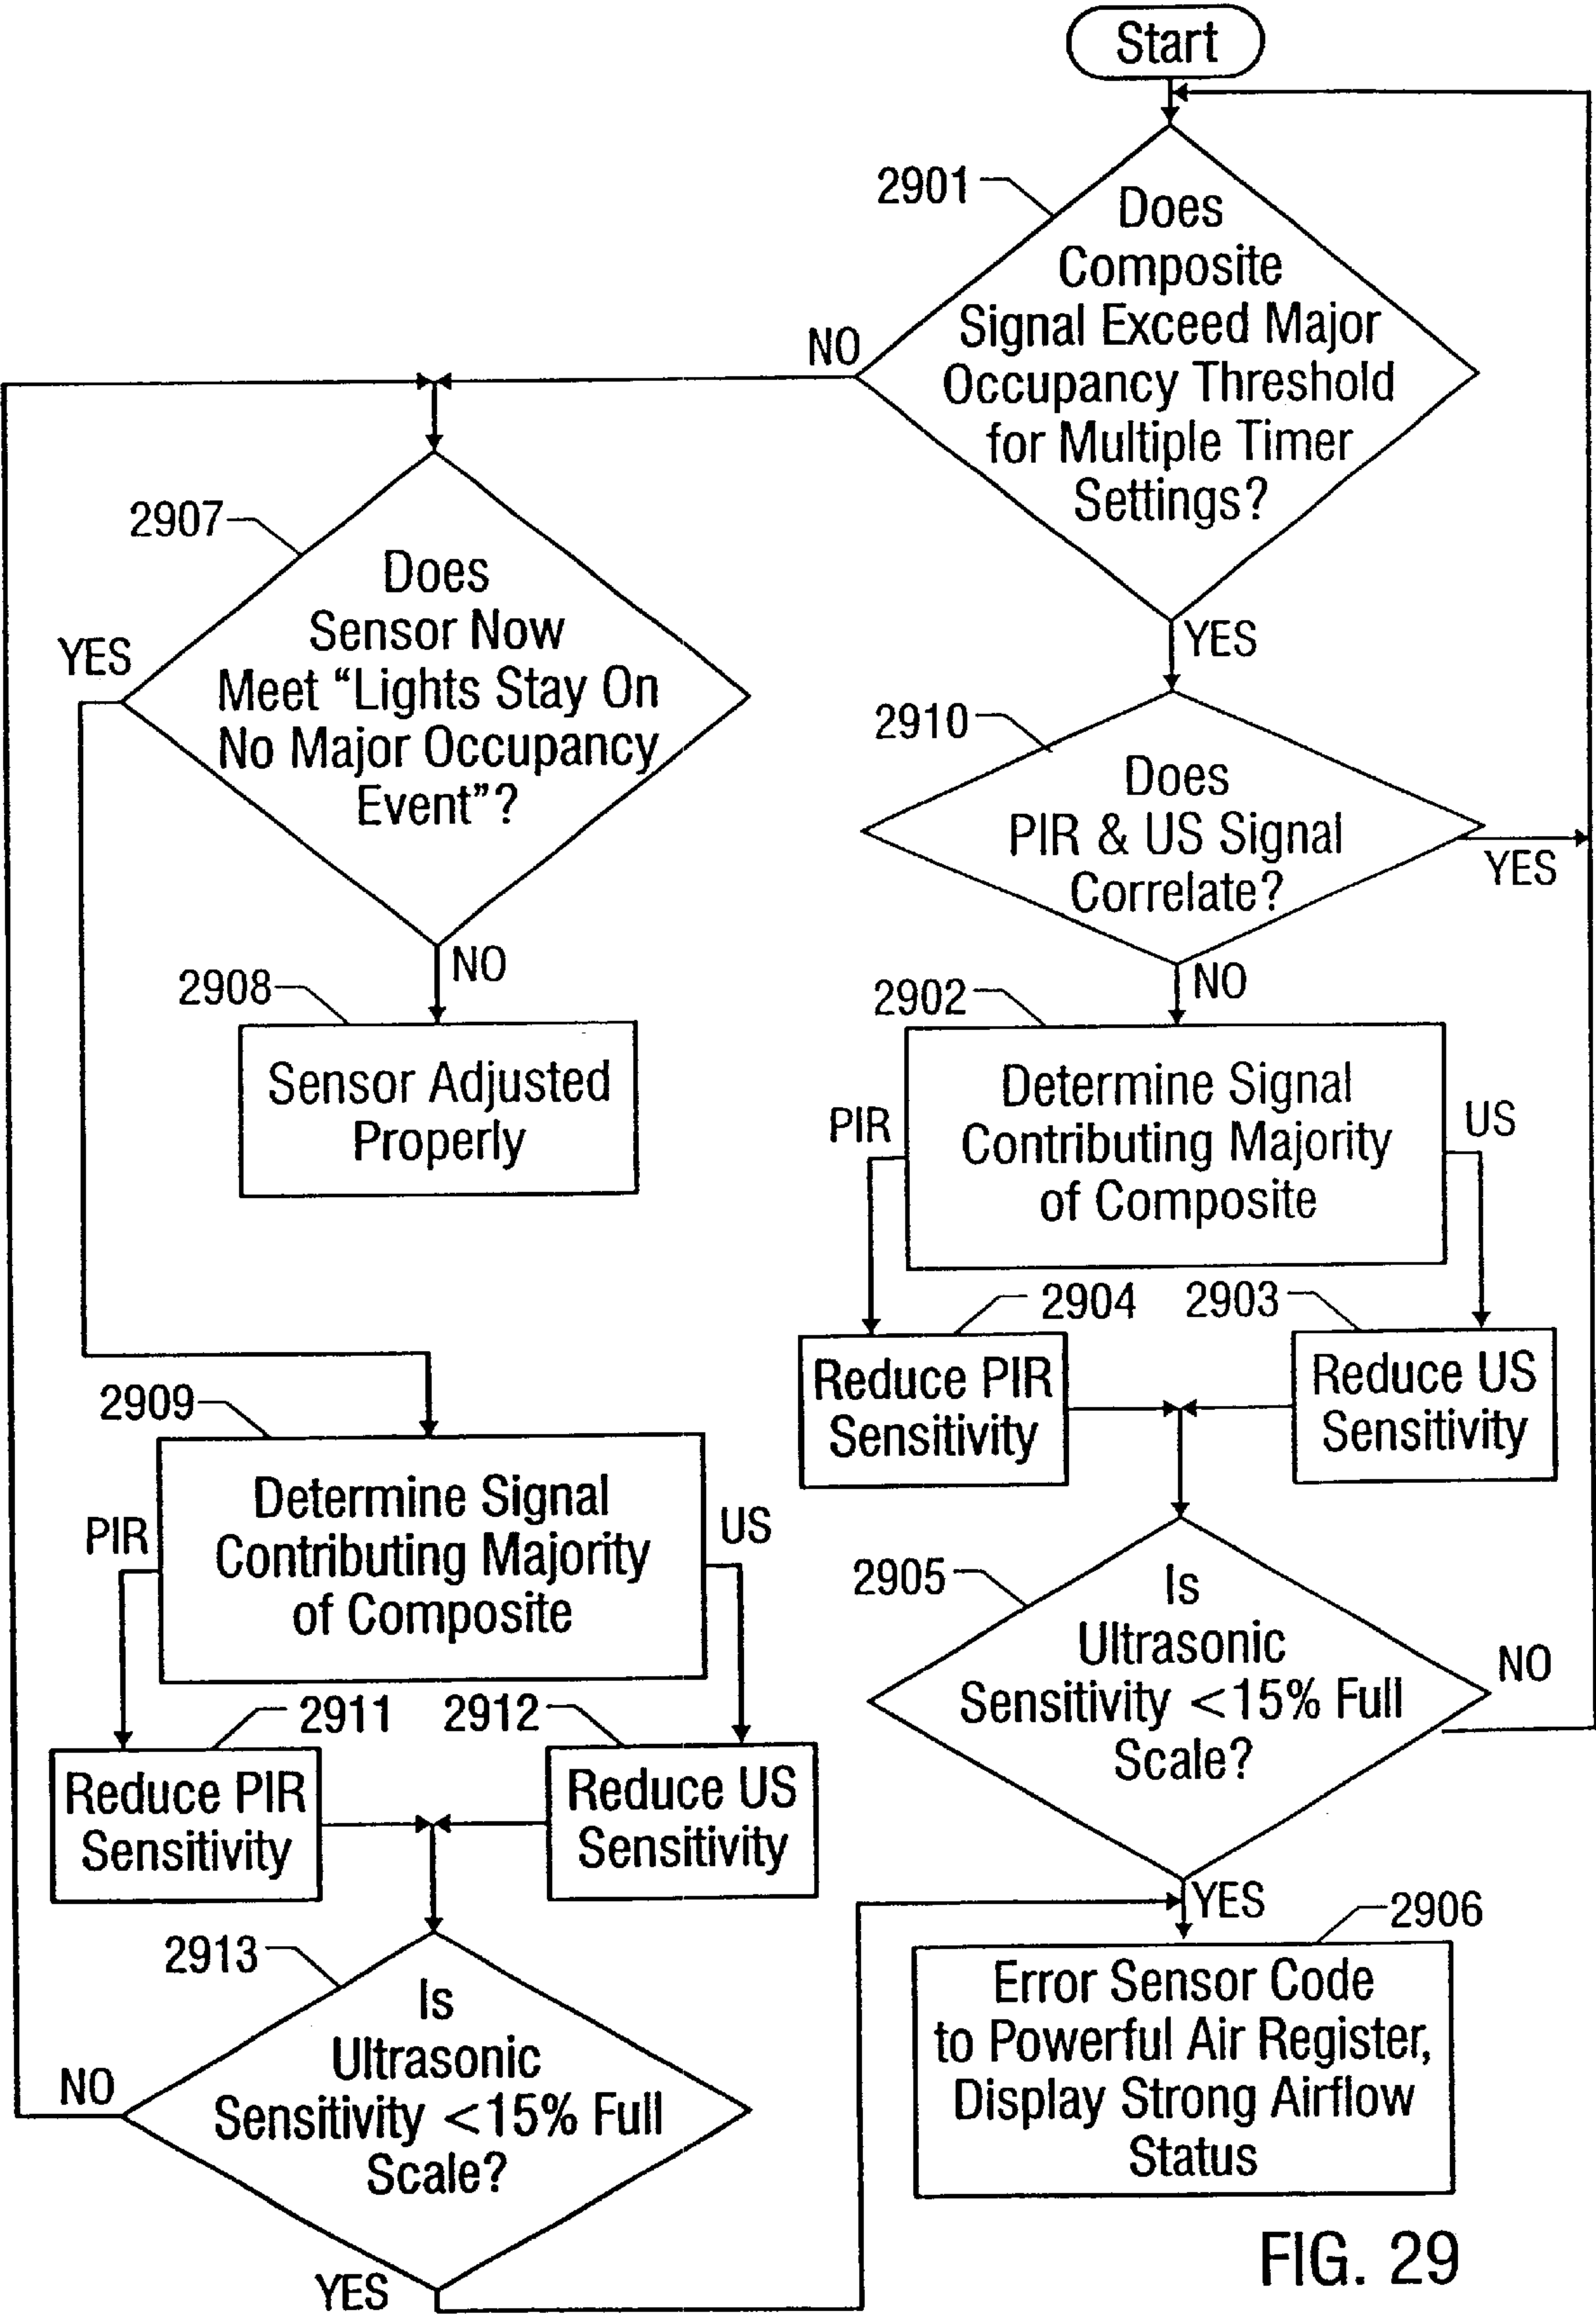 Start
2901
Does
Composite
Signal Exceed Major
Occupancy Threshold
for Multiple Timer
Settings?
NO
YES
2907
Does
Sensor Now
Meet “Lights Stay On
No Major Occupancy
Event”?
YES
NO
2910
Does
PIR & US Signal
Correlate?
YES
NO
2908
Sensor Adjusted
Properly
2902
Determine Signal
Contributing Majority
of Composite
PIR
US
2904
Reduce PIR
Sensitivity
2903
Reduce US
Sensitivity
2909
Determine Signal
Contributing Majority
of Composite
PIR
US
2905
Is
Ultrasonic
Sensitivity <15% Full
Scale?
NO
YES
2911
Reduce PIR
Sensitivity
2912
Reduce US
Sensitivity
2913
Is
Ultrasonic
Sensitivity <15% Full
Scale?
NO
YES
2906
Error Sensor Code
to Powerful Air Register,
Display Strong Airflow
Status
FIG. 29